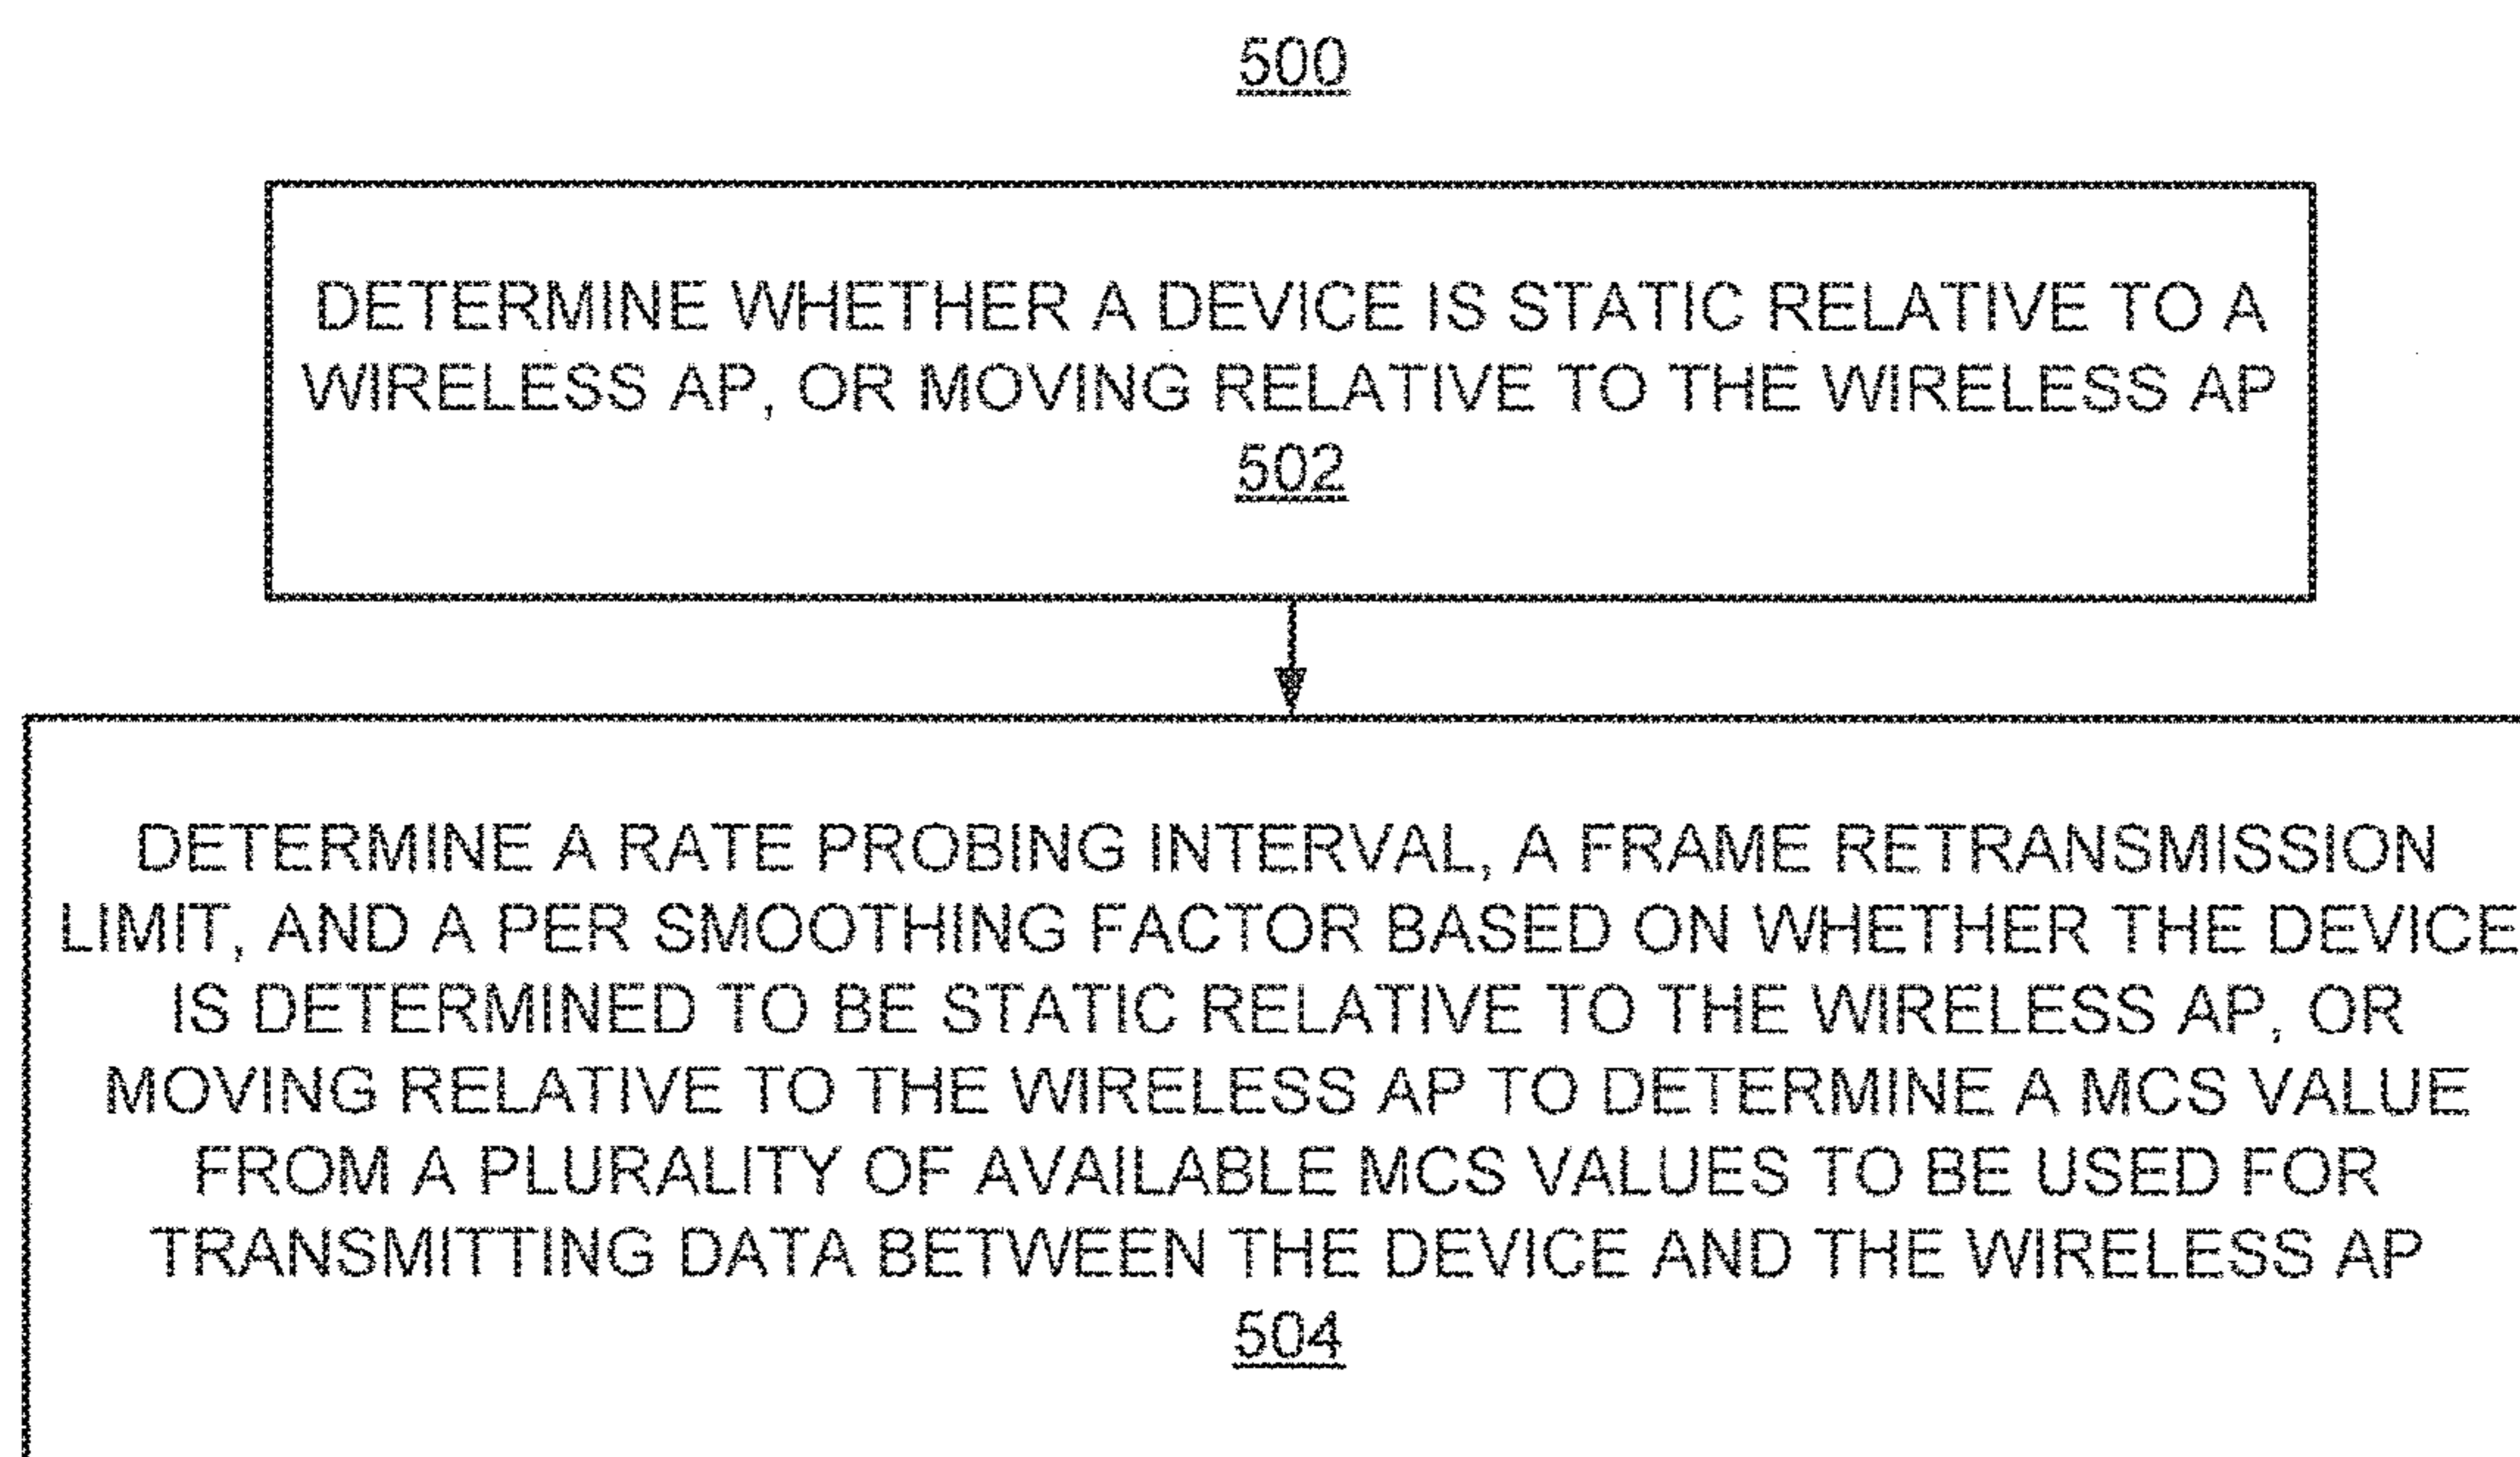 500
DETERMINE WHETHER A DEVICE IS STATIC RELATIVE TO A
WIRELESS AP, OR MOVING RELATIVE TO THE WIRELESS AP
502
DETERMINE A RATE PROBING INTERVAL, A FRAME RETRANSMISSION
LIMIT, AND A PER SMOOTHING FACTOR BASED ON WHETHER THE DEVICE
IS DETERMINED TO BE STATIC RELATIVE TO THE WIRELESS AP, OR
MOVING RELATIVE TO THE WIRELESS AP TO DETERMINE A MCS VALUE
FROM A PLURALITY OF AVAILABLE MCS VALUES TO BE USED FOR
TRANSMITTING DATA BETWEEN THE DEVICE AND THE WIRELESS AP
504